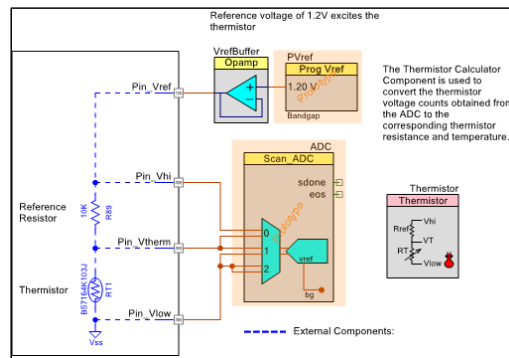 Reference voltage of 1.2V excites the
thermistor
VrefBuffer
Opamp
PVref
Prog Vref
1.20 V
Bandgap
Prototype
Pin_Vref
The Thermistor Calculator
Component is used to
convert the thermistor
voltage counts obtained from
the ADC to the
corresponding thermistor
resistance and temperature.
ADC
Scan_ADC
sdone
eos
Prototype
0
1
2
vref
bg
Pin_Vhi
Reference
Resistor
10K
R89
Pin_Vtherm
Thermistor
B57164K103J
RT1
Pin_Vlow
Vss
Thermistor
Thermistor
Vhi
Rref
VT
RT
Vlow
External Components: